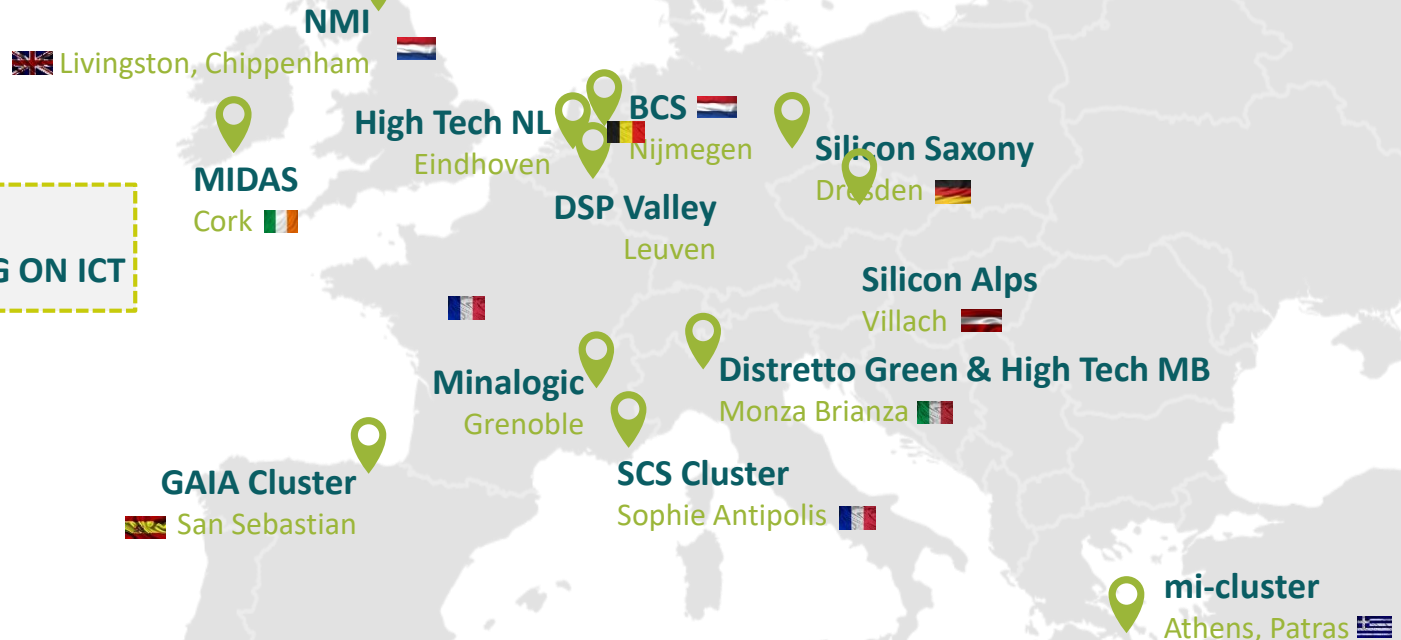 NMI
Livingston, Chippenham
High Tech NL
Eindhoven
BCS
Nijmegen
Silicon Saxony
Dresden
MIDAS
Cork
DSP Valley
Leuven
G ON ICT
Silicon Alps
Villach
Minalogic
Grenoble
Distretto Green & High Tech MB
Monza Brianza
GAIA Cluster
San Sebastian
SCS Cluster
Sophie Antipolis
mi-cluster
Athens, Patras